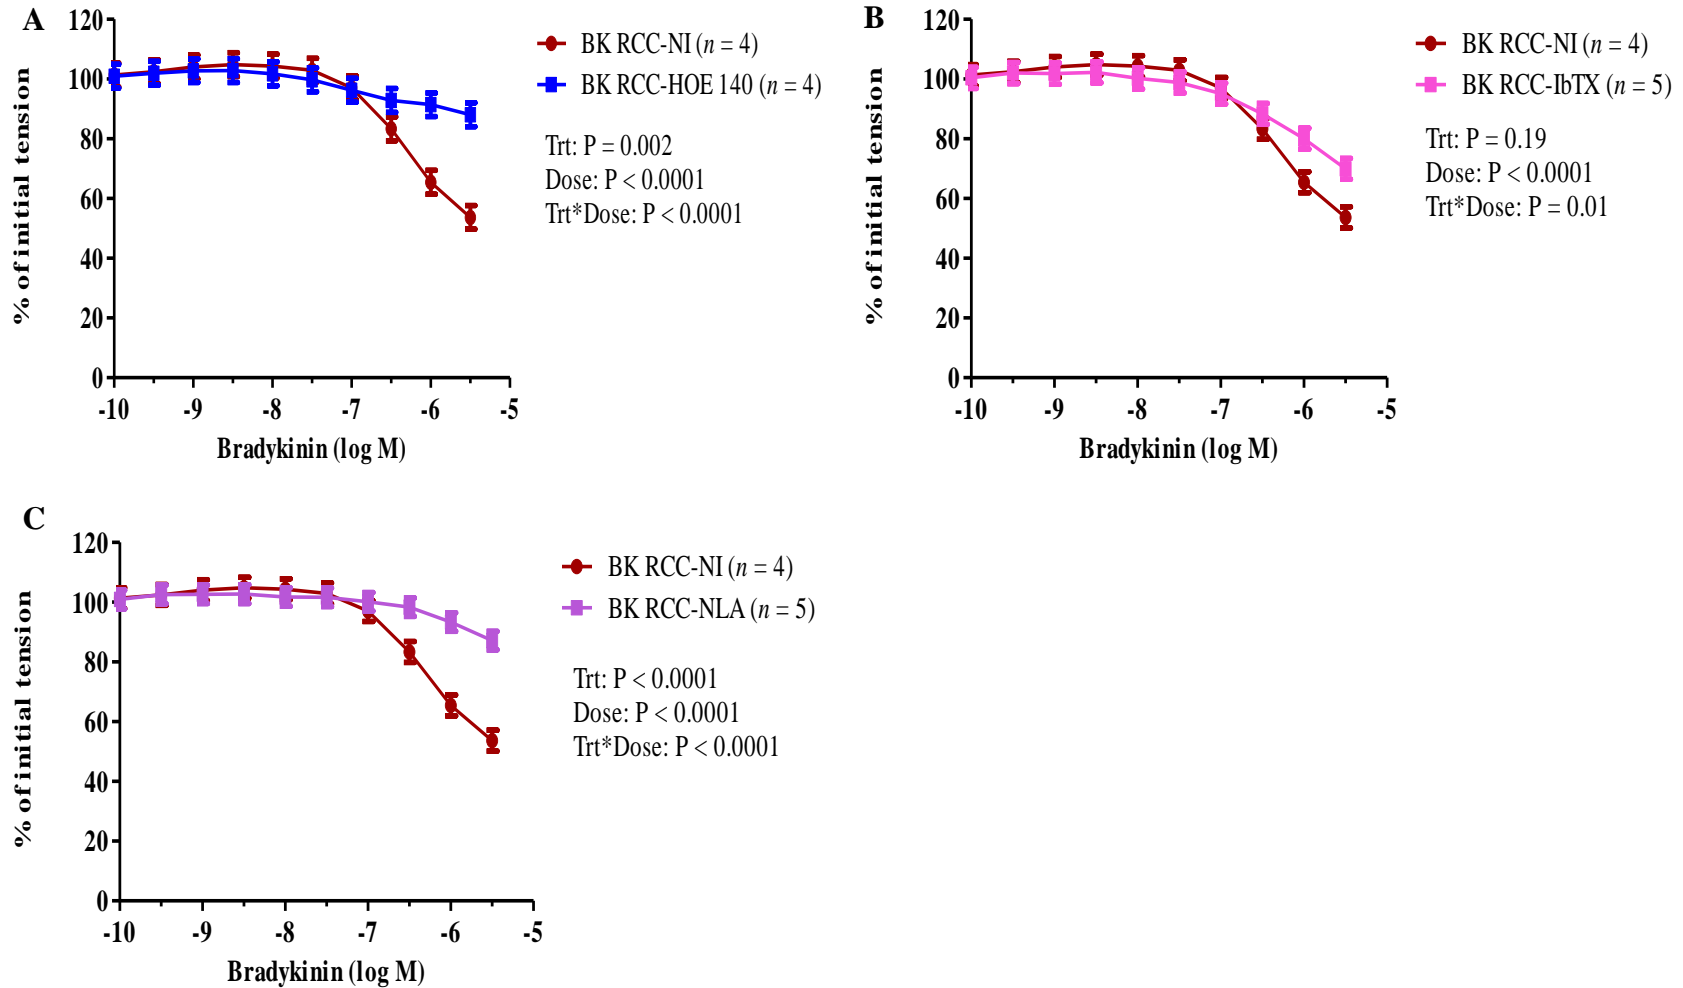 A
120
100
80
60
40
20
0
% of initial tension
-10 -9 -8 -7 -6 -5
Bradykinin (log M)
BK RCC-NI (n = 4)
BK RCC-HOE 140 (n = 4)
Trt: P = 0.002
Dose: P < 0.0001
Trt*Dose: P < 0.0001
B
120
100
80
60
40
20
0
% of initial tension
-10 -9 -8 -7 -6 -5
Bradykinin (log M)
BK RCC-NI (n = 4)
BK RCC-IbTX (n = 5)
Trt: P = 0.19
Dose: P < 0.0001
Trt*Dose: P = 0.01
C
120
100
80
60
40
20
0
% of initial tension
-10 -9 -8 -7 -6 -5
Bradykinin (log M)
BK RCC-NI (n = 4)
BK RCC-NLA (n = 5)
Trt: P < 0.0001
Dose: P < 0.0001
Trt*Dose: P < 0.0001